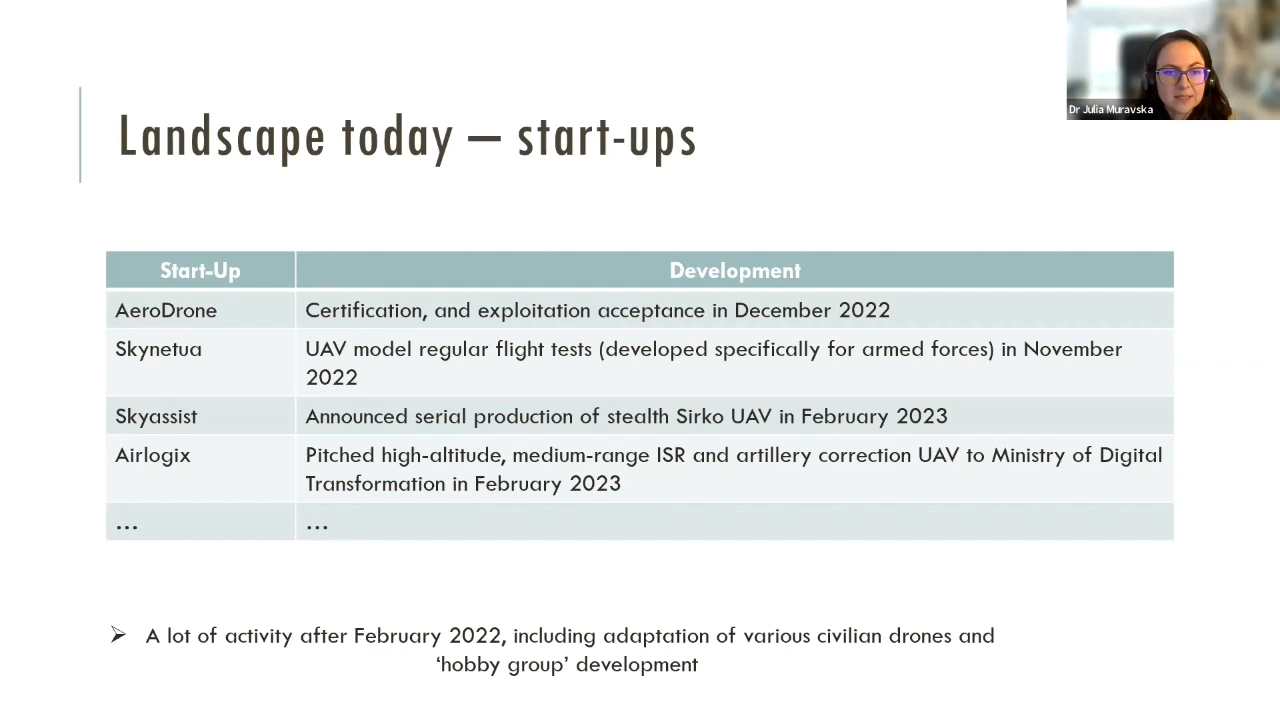 Dr Julia Muravska
Landscape today – start-ups
Start-Up
Development
AeroDrone
Certification, and exploitation acceptance in December 2022
Skynetua
UAV model regular flight tests (developed specifically for armed forces) in November
2022
Skyassist
Announced serial production of stealth Sirko UAV in February 2023
Airlogix
Pitched high-altitude, medium-range ISR and artillery correction UAV to Ministry of Digital
Transformation in February 2023
…
…
➢ A lot of activity after February 2022, including adaptation of various civilian drones and
‘hobby group’ development